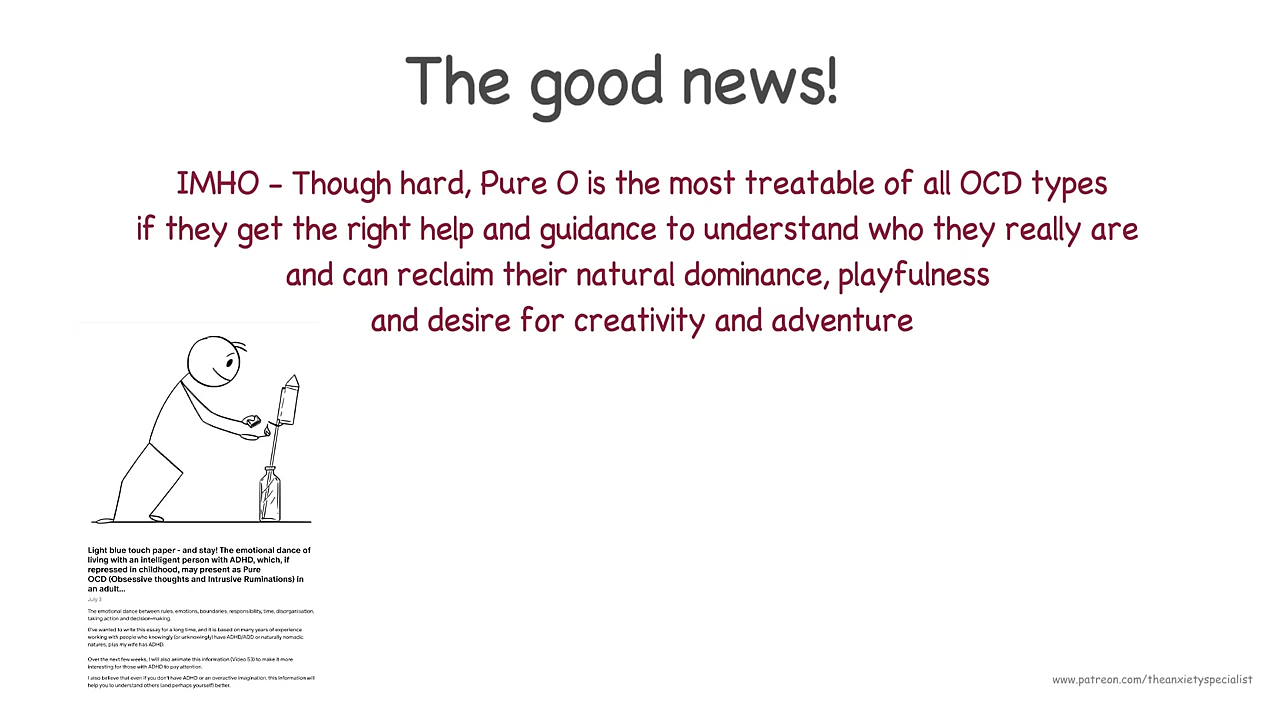 The good news!
IMHO - Though hard, Pure O is the most treatable of all OCD types
if they get the right help and guidance to understand who they really are
and can reclaim their natural dominance, playfulness
and desire for creativity and adventure
Light blue touch paper - and stay! The emotional dance of
living with an intelligent person with ADHD, which, if
repressed in childhood, may present as Pure
OCD (Obsessive thoughts and Intrusive Ruminations) in
an adult...
July 3
The emotional dance between rules, emotions, boundaries, responsibility, time, disorganisation,
taking action and decision-making.
I've wanted to write this essay for a long time, and it is based on many years of experience
working with people who knowingly (or unknowingly) have ADHD/ADD or naturally nomadic
natures, plus my wife has ADHD.
Over the next few weeks, I will also animate this information (Video 53) to make it more
interesting for those with ADHD to pay attention.
I also believe that even if you don't have ADHD or an overactive imagination, this information will
help you to understand others (and perhaps yourself) better.
www.patreon.com/theanxietyspecialist